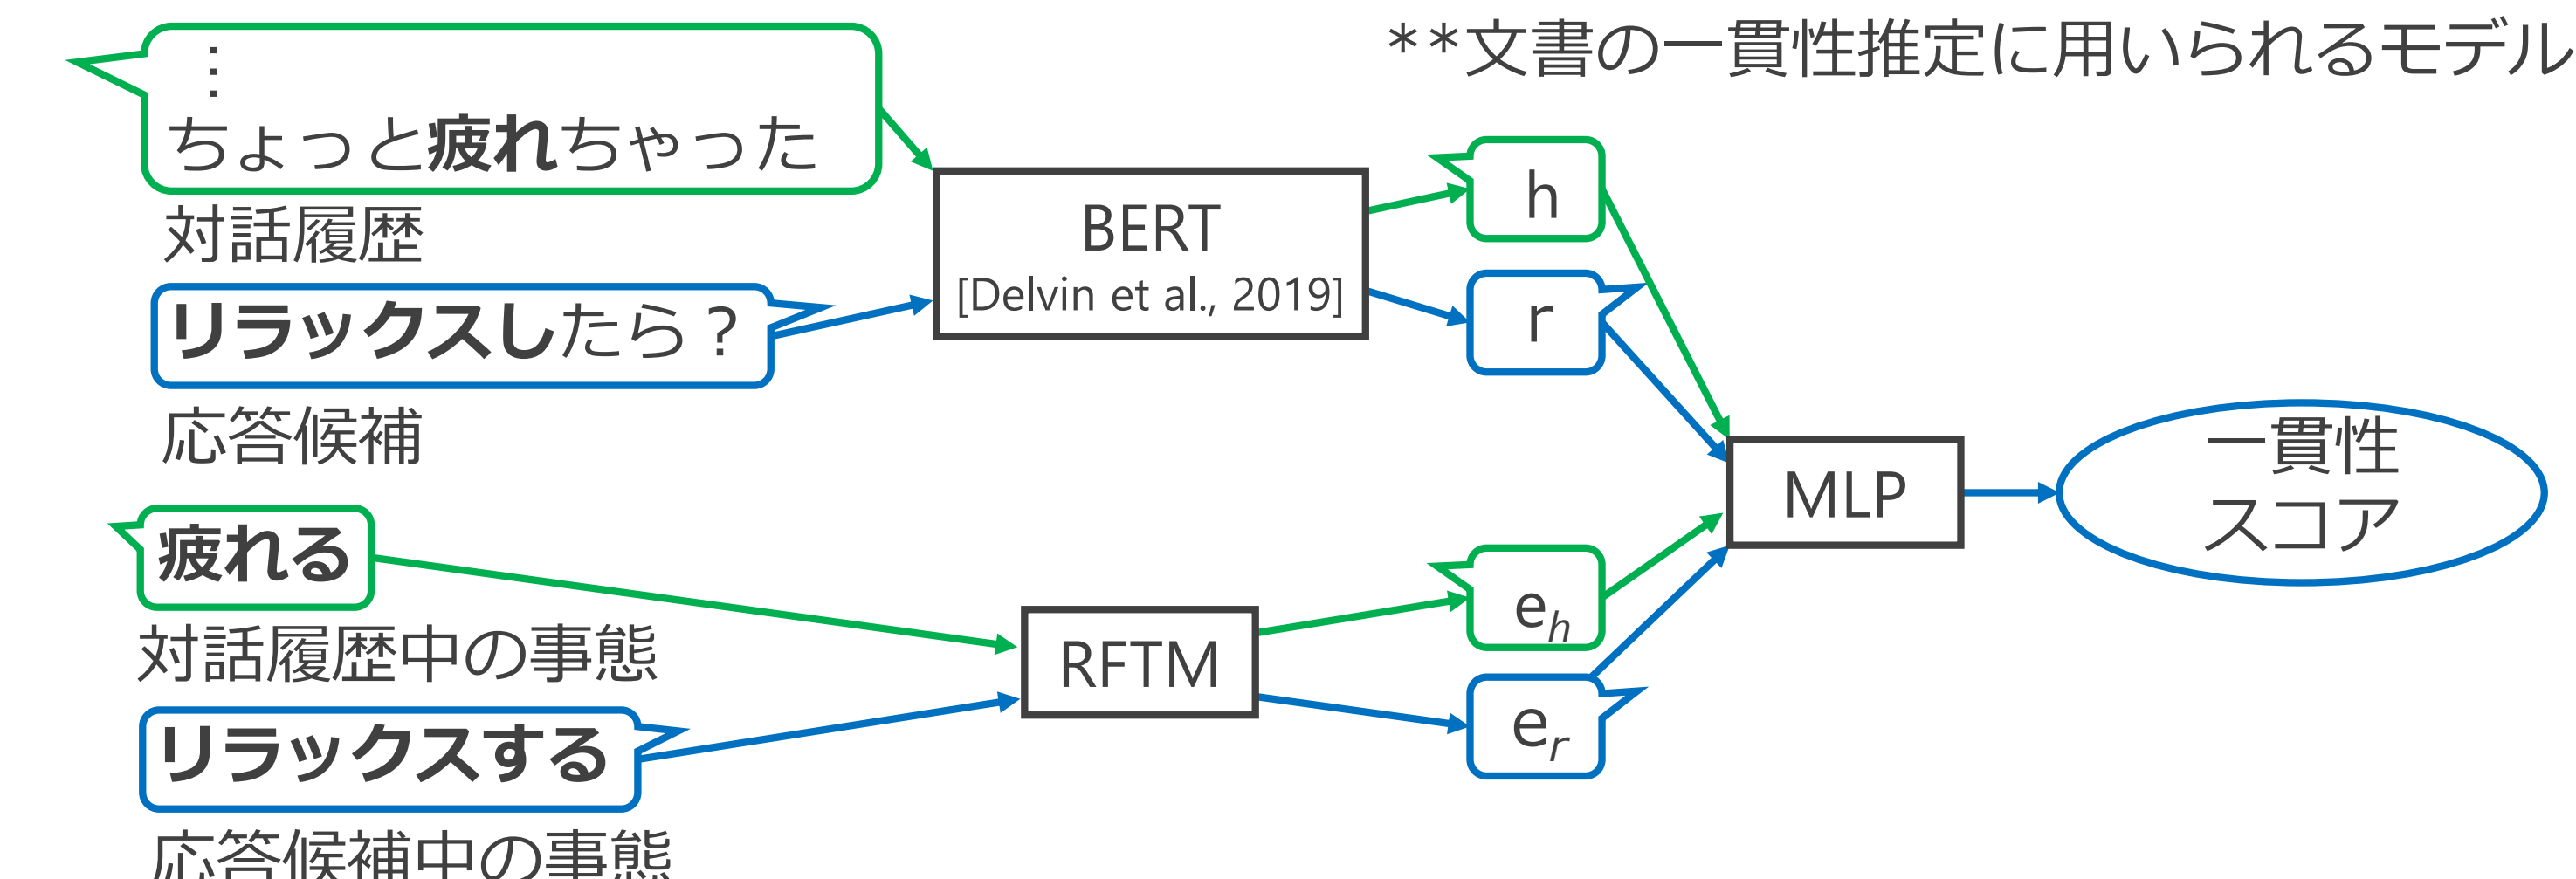 **文書の一貫性推定に用いられるモデル
⋮
ちょっと疲れちゃった
対話履歴
リラックスしたら？
応答候補
BERT
[Delvin et al., 2019]
h
r
疲れる
対話履歴中の事態
リラックスする
応答候補中の事態
RFTM
e_h
e_r
MLP
一貫性
スコア